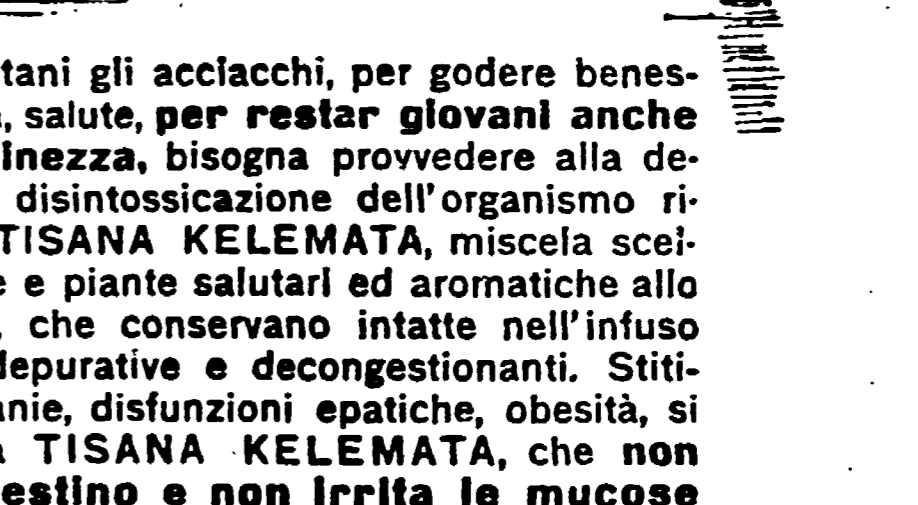 tani gli acciacchi, per godere benes-
, salute, per restar giovani anche
inezza, bisogna provvedere alla de-
disintossicazione dell'organismo ri-
TISANA KELEMATA, miscela scel-
e e piante salutari ed aromatiche allo
, che conservano intatte nell'infuso
depurative e decongestionanti. Stiti-
nie, disfunzioni epatiche, obesità, si
a TISANA KELEMATA, che non
estino e non irrita le mucose